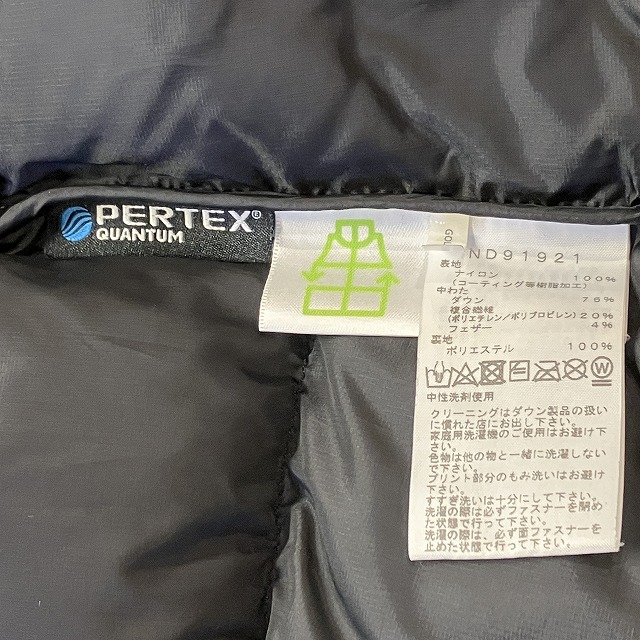 PERTEX®
QUANTUM
ND91921
表地
ナイロン 100%
(コーティング等樹脂加工)
中わた
ダウン 76%
複合繊維
(ポリエチレン/ポリプロピレン) 20%
フェザー 4%
裏地
ポリエステル 100%
W
中性洗剤使用
クリーニングはダウン製品の扱い
に慣れた店にお出し下さい。
家庭用洗濯機のご使用はお避け下
さい。
色物は他の物と一緒に洗濯しない
で下さい。
プリント部分のもみ洗いはお避け
下さい。
すすぎ洗いは十分にして下さい。
洗濯の際は必ずファスナーを閉め
た状態で行って下さい。
洗濯の際は、必ず面ファスナーを
止めた状態で行って下さい。